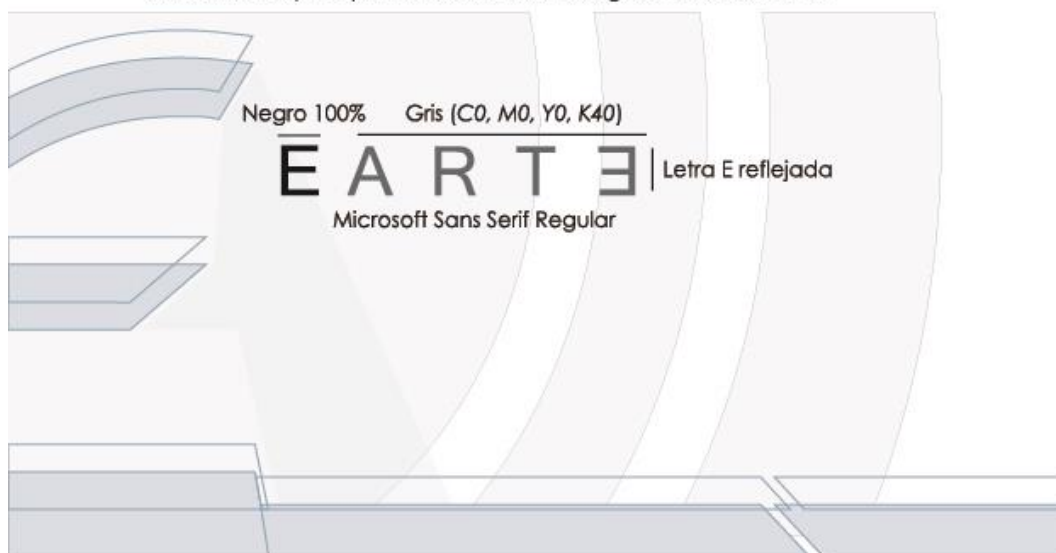 Negro 100% Gris (C0, M0, Y0, K40)
E A R T Ǝ Letra E reflejada
Microsoft Sans Serif Regular